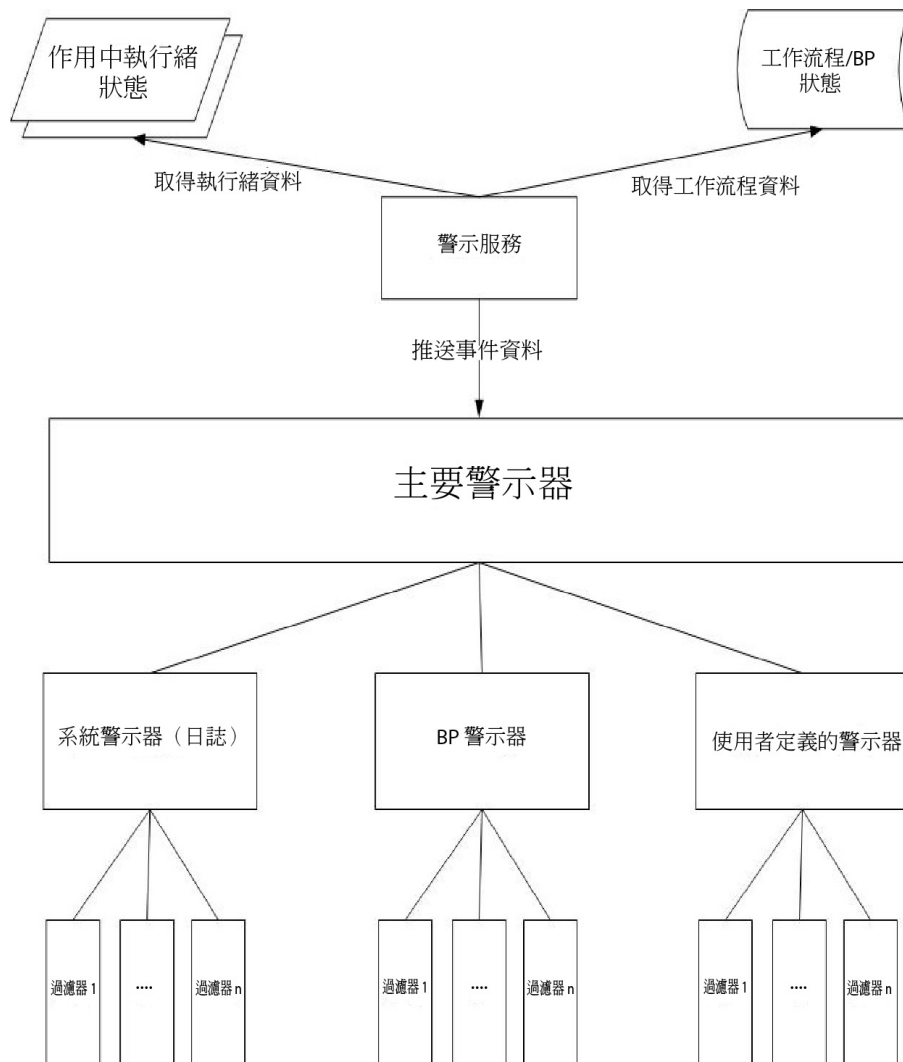 作用中執行緒
狀態
工作流程/BP
狀態
取得執行緒資料
取得工作流程資料
警示服務
推送事件資料
主要警示器
系統警示器（日誌）
BP 警示器
使用者定義的警示器
過濾器 1
....
過濾器 n
過濾器 1
....
過濾器 n
過濾器 1
....
過濾器 n